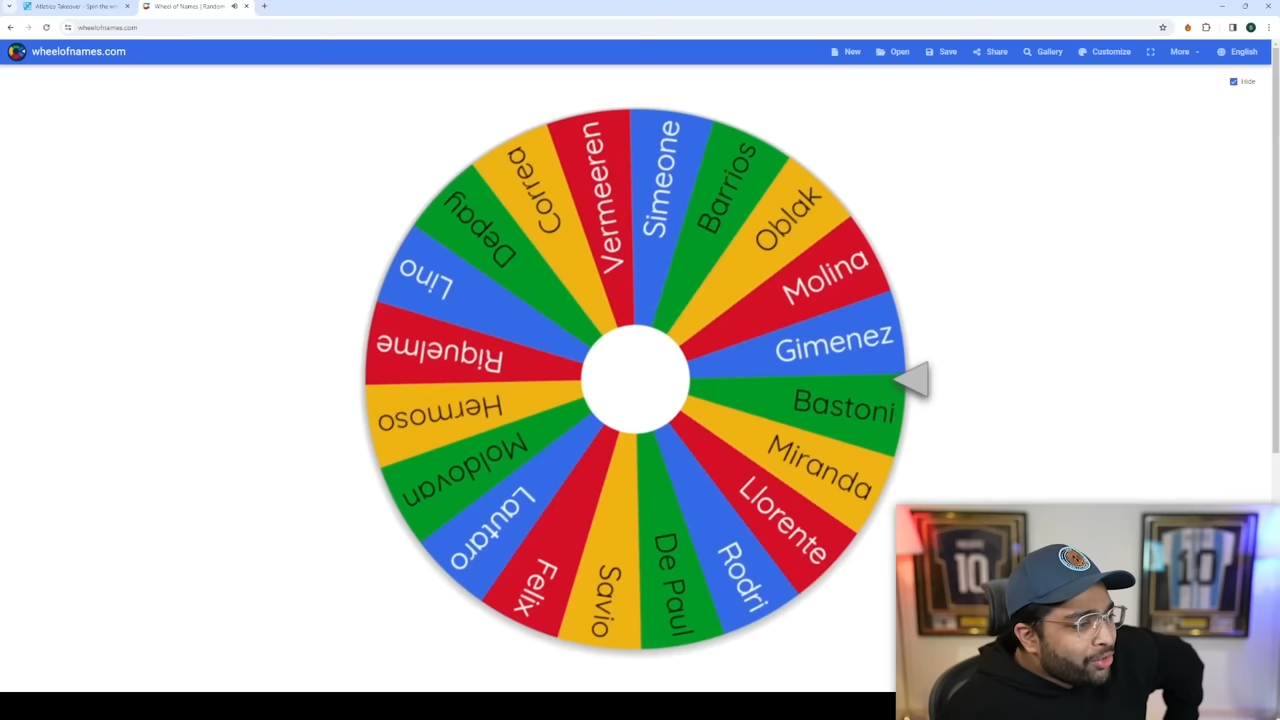 Atletico Takeover - Spin the wh
Wheel of Names | Random
wheelofnames.com
wheelofnames.com
New
Open
Save
Share
Gallery
Customize
More
English
Hide
Vermeeren
Simeone
Barrios
Oblak
Molina
Gimenez
Bastoni
Miranda
Llorente
Rodri
De Paul
Savio
Felix
Lautaro
Moldovan
Hermoso
Riquelme
Lino
Depay
Correa
10
10